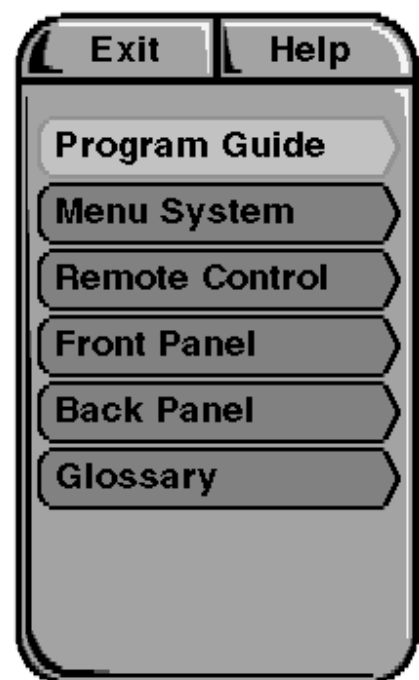 Exit Help
Program Guide
Menu System
Remote Control
Front Panel
Back Panel
Glossary